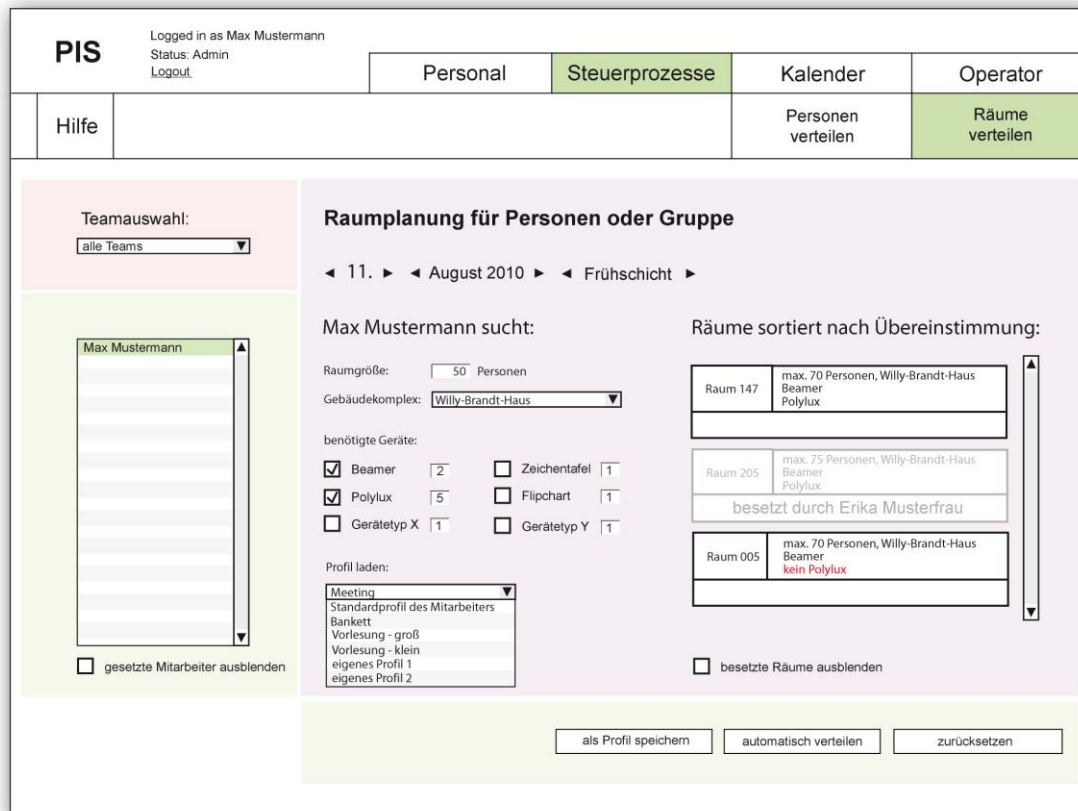 PIS
Logged in as Max Mustermann
Status: Admin
Logout
Personal
Steuerprozesse
Kalender
Operator
Hilfe
Personen
verteilen
Räume
verteilen
Teamauswahl:
alle Teams
Max Mustermann
gesetzte Mitarbeiter ausblenden
Raumplanung für Personen oder Gruppe
◄ 11. ► ◄ August 2010 ► ◄ Frühschicht ►
Max Mustermann sucht:
Raumgröße: 50 Personen
Gebäudekomplex: Willy-Brandt-Haus
benötigte Geräte:
Beamer 2
Zeichentafel 1
Polylux 5
Flipchart 1
Gerätetyp X 1
Gerätetyp Y 1
Profil laden:
Meeting
Standardprofil des Mitarbeiters
Bankett
Vorlesung - groß
Vorlesung - klein
eigenes Profil 1
eigenes Profil 2
Räume sortiert nach Übereinstimmung:
Raum 147
max. 70 Personen, Willy-Brandt-Haus
Beamer
Polylux
Raum 205
max. 75 Personen, Willy-Brandt-Haus
Beamer
Polylux
besetzt durch Erika Musterfrau
Raum 005
max. 70 Personen, Willy-Brandt-Haus
Beamer
kein Polylux
besetzte Räume ausblenden
als Profil speichern
automatisch verteilen
zurücksetzen